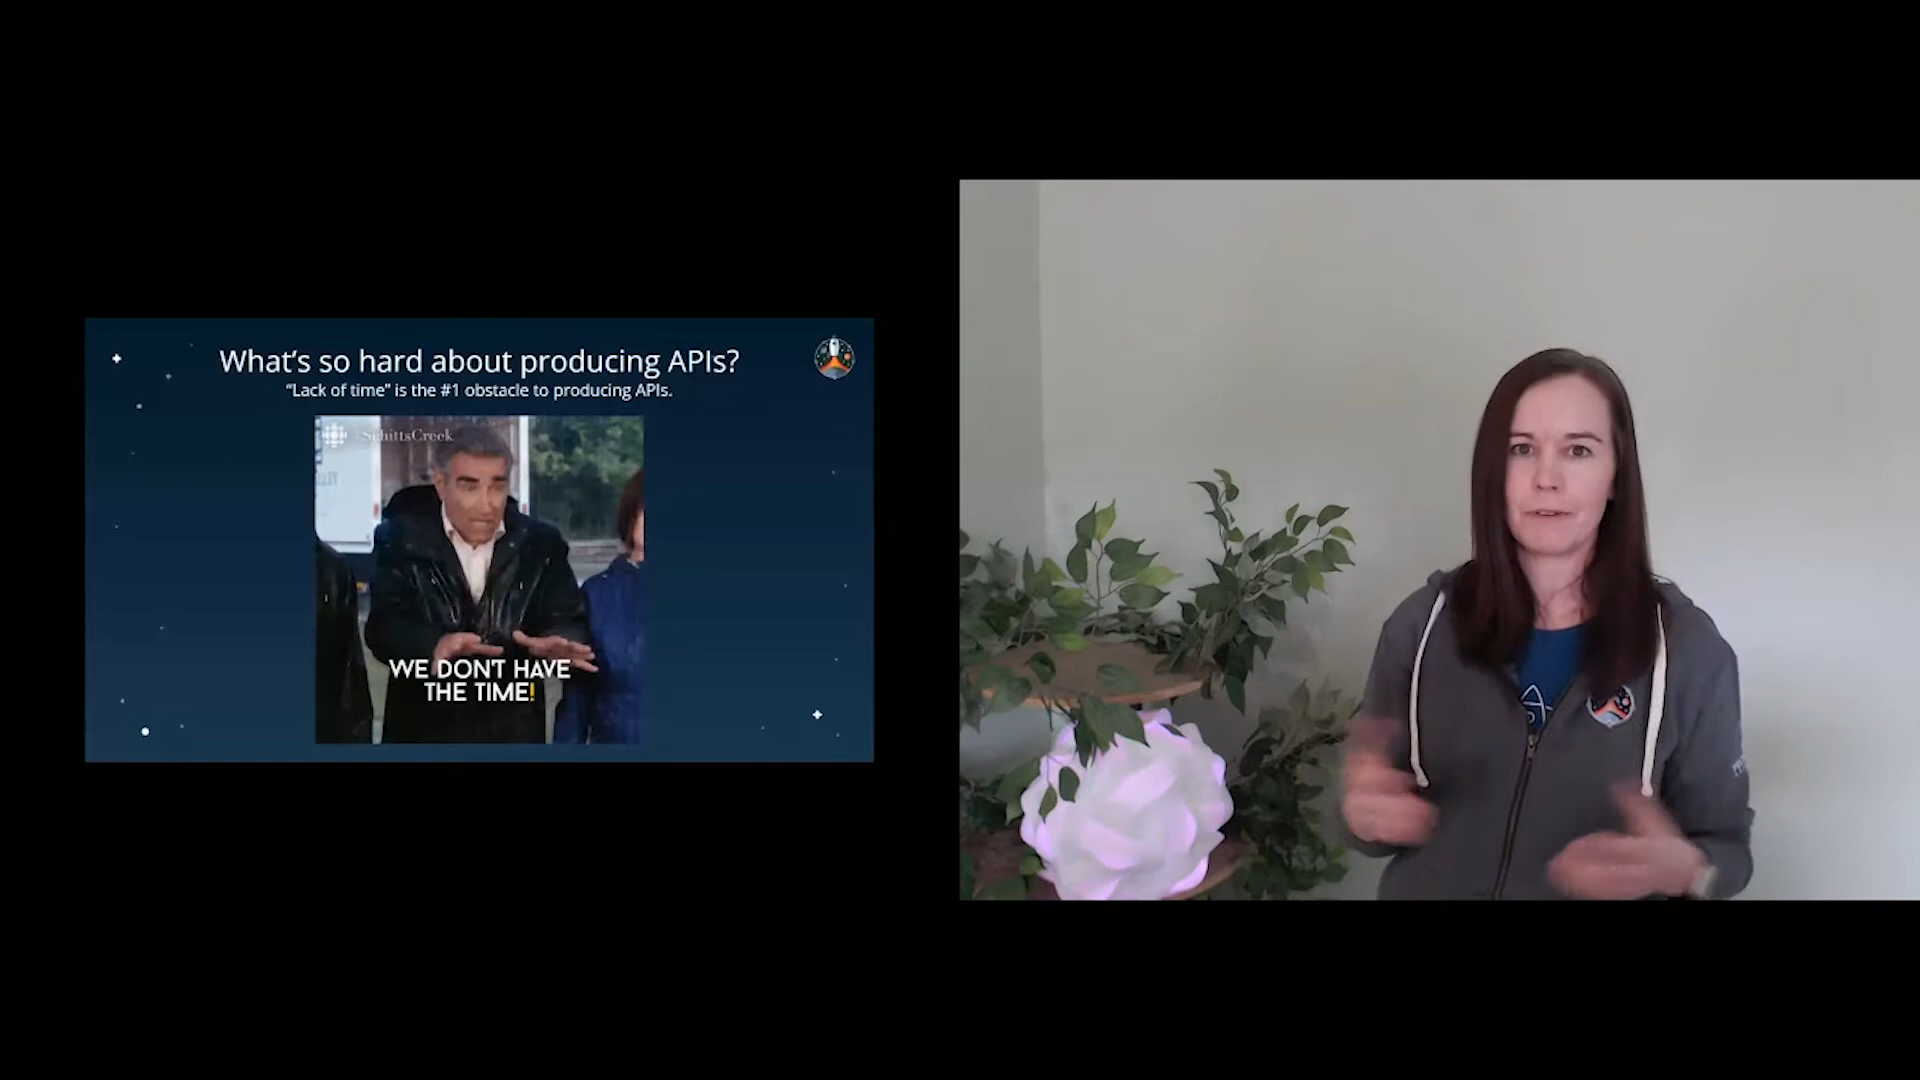 What's so hard about producing APIs?
“Lack of time” is the #1 obstacle to producing APIs.
SchittsCreek
WE DON'T HAVE
THE TIME!